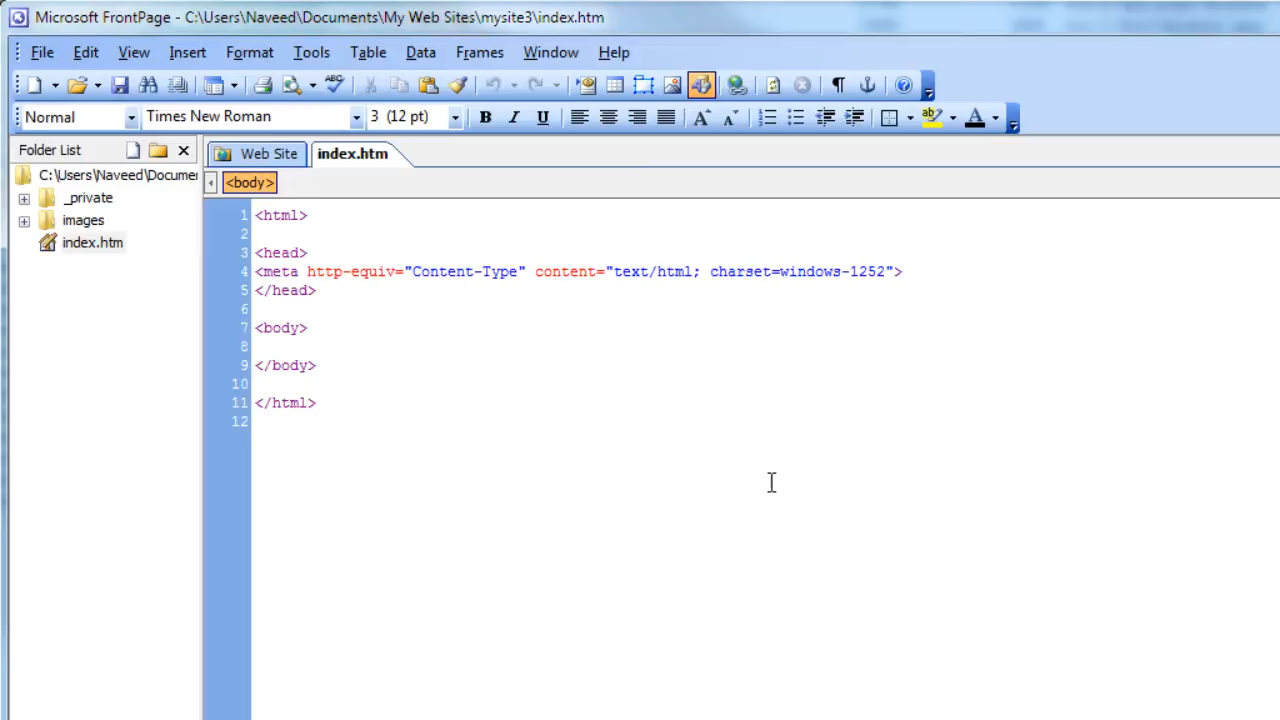 Microsoft FrontPage - C:\Users\Naveed\Documents\My Web Sites\mysite3\index.htm
File Edit View Insert Format Tools Table Data Frames Window Help
Normal Times New Roman 3 (12 pt) B I U A A ab A
Folder List
Web Site index.htm
C:\Users\Naveed\Documer
<body>
_private
images
index.htm
1 <html>
2
3 <head>
4 <meta http-equiv="Content-Type" content="text/html; charset=windows-1252">
5 </head>
6
7 <body>
8
9 </body>
10
11 </html>
12